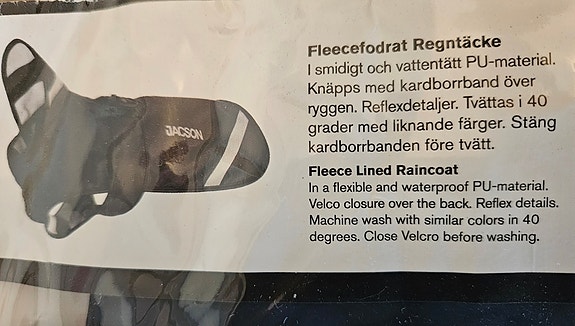 JACSON
Fleecefodrat Regntäcke
I smidigt och vattentätt PU-material.
Knäpps med kardborrband över
ryggen. Reflexdetaljer. Tvättas i 40
grader med liknande färger. Stäng
kardborrbanden före tvätt.
Fleece Lined Raincoat
In a flexible and waterproof PU-material.
Velco closure over the back. Reflex details.
Machine wash with similar colors in 40
degrees. Close Velcro before washing.